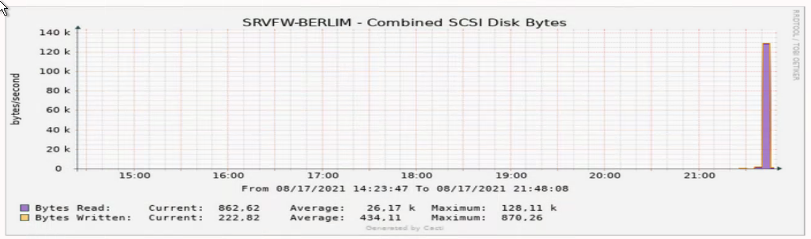 SRVFW-BERLIM - Combined SCSI Disk Bytes
RRDTOOL / TOBI OETIKER
bytes/second
140 k
120 k
100 k
80 k
60 k
40 k
20 k
0
15:00 16:00 17:00 18:00 19:00 20:00 21:00
From 08/17/2021 14:23:47 To 08/17/2021 21:48:08
Bytes Read: Current: 862,62 Average: 26,17 k Maximum: 128,11 k
Bytes Written: Current: 222,82 Average: 434,11 Maximum: 870,26
Generated by Cacti